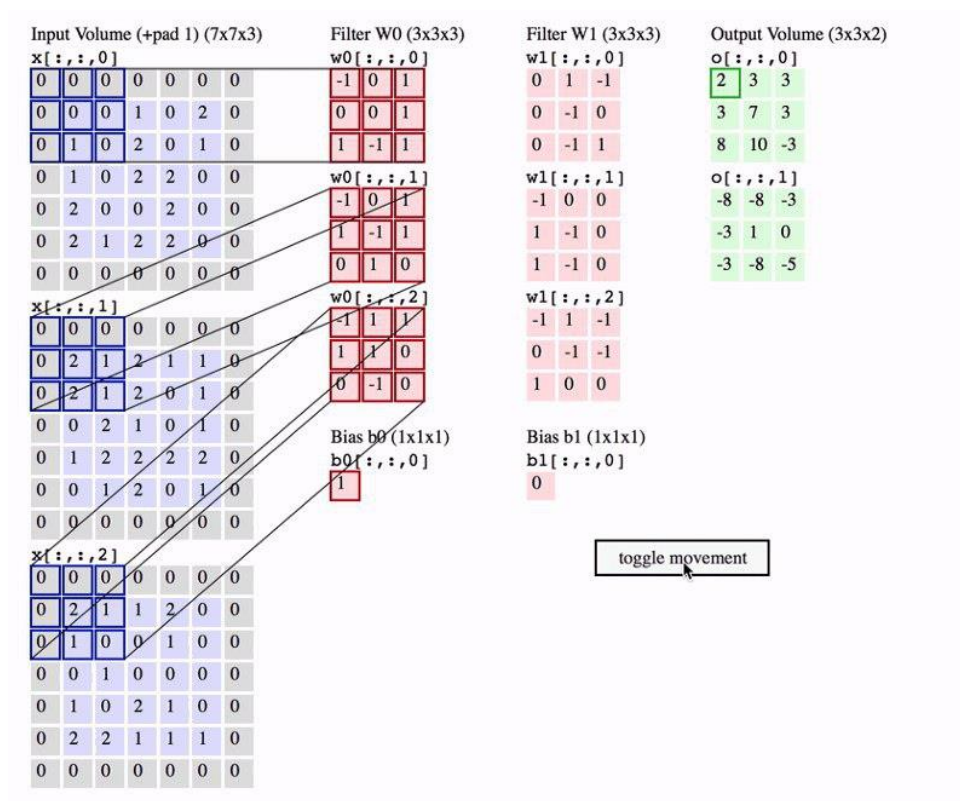 Input Volume (+pad 1) (7x7x3)
x[:,:,0]
0 0 0 0 0 0 0
0 0 0 1 0 2 0
0 1 0 2 0 1 0
0 1 0 2 2 0 0
0 2 0 0 2 0 0
0 2 1 2 2 0 0
0 0 0 0 0 0 0
x[:,:,1]
0 0 0 0 0 0 0
0 2 1 2 1 1 0
0 2 1 2 0 1 0
0 0 2 1 0 1 0
0 1 2 2 2 2 0
0 0 1 2 0 1 0
0 0 0 0 0 0 0
x[:,:,2]
0 0 0 0 0 0 0
0 2 1 1 2 0 0
0 1 0 0 1 0 0
0 0 1 0 0 0 0
0 1 0 2 1 0 0
0 2 2 1 1 1 0
0 0 0 0 0 0 0
Filter W0 (3x3x3)
w0[:,:,0]
-1 0 1
0 0 1
1 -1 1
w0[:,:,1]
-1 0 1
1 -1 1
0 1 0
w0[:,:,2]
-1 1 1
1 1 0
0 -1 0
Bias b0 (1x1x1)
b0[:,:,0]
1
Filter W1 (3x3x3)
w1[:,:,0]
0 1 -1
0 -1 0
0 -1 1
w1[:,:,1]
-1 0 0
1 -1 0
1 -1 0
w1[:,:,2]
-1 1 -1
0 -1 -1
1 0 0
Bias b1 (1x1x1)
b1[:,:,0]
0
Output Volume (3x3x2)
o[:,:,0]
2 3 3
3 7 3
8 10 -3
o[:,:,1]
-8 -8 -3
-3 1 0
-3 -8 -5
toggle movement